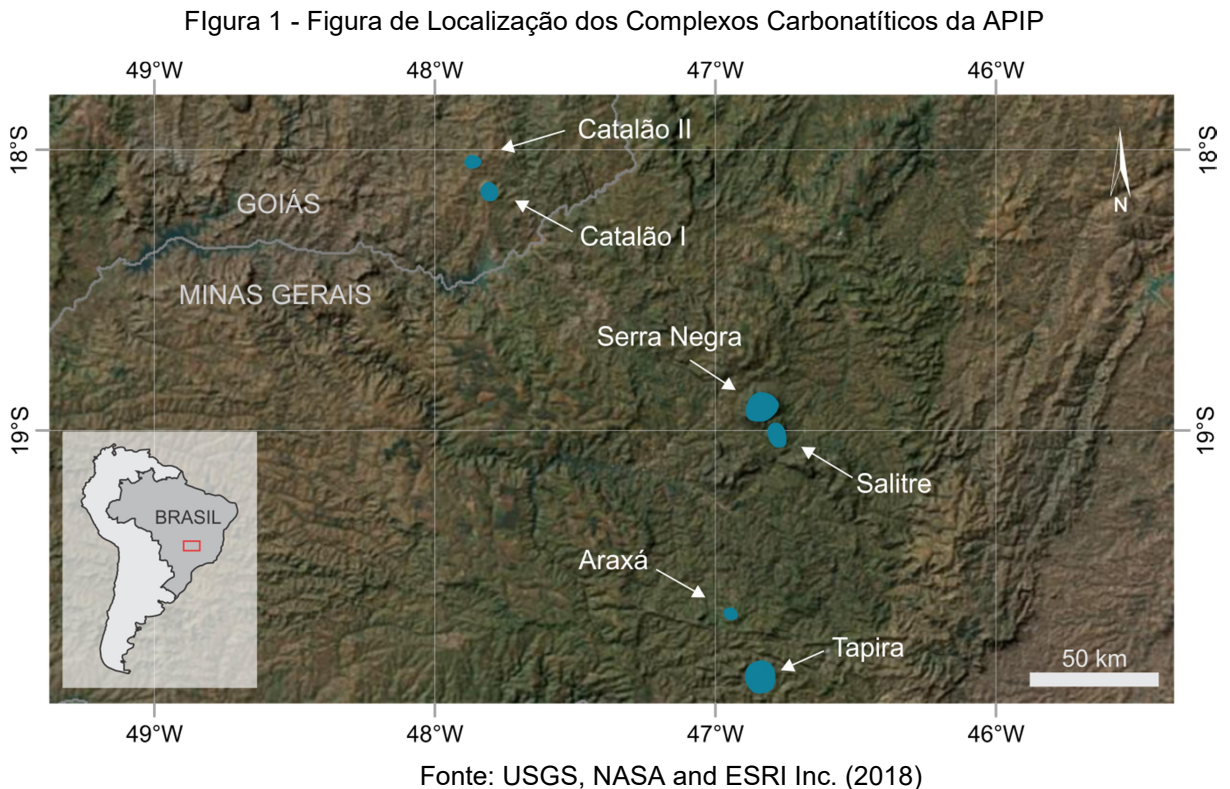 FIgura 1 - Figura de Localização dos Complexos Carbonatíticos da APIP
49°W 48°W 47°W 46°W
18°S 18°S
Catalão II
N
GOIÁS
Catalão I
MINAS GERAIS
Serra Negra
19°S 19°S
Salitre
BRASIL
Araxá
Tapira
50 km
49°W 48°W 47°W 46°W
Fonte: USGS, NASA and ESRI Inc. (2018)